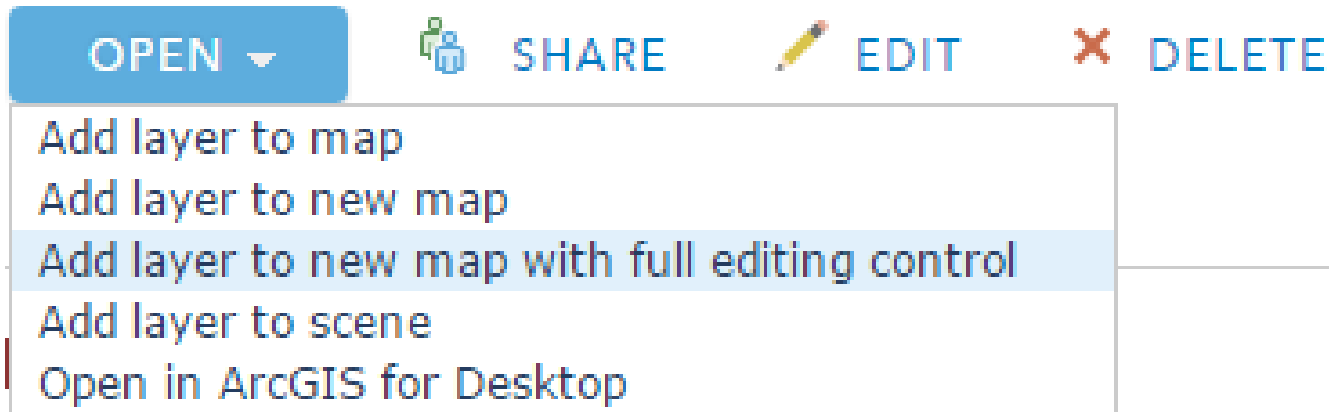 OPEN SHARE EDIT DELETE
Add layer to map
Add layer to new map
Add layer to new map with full editing control
Add layer to scene
Open in ArcGIS for Desktop